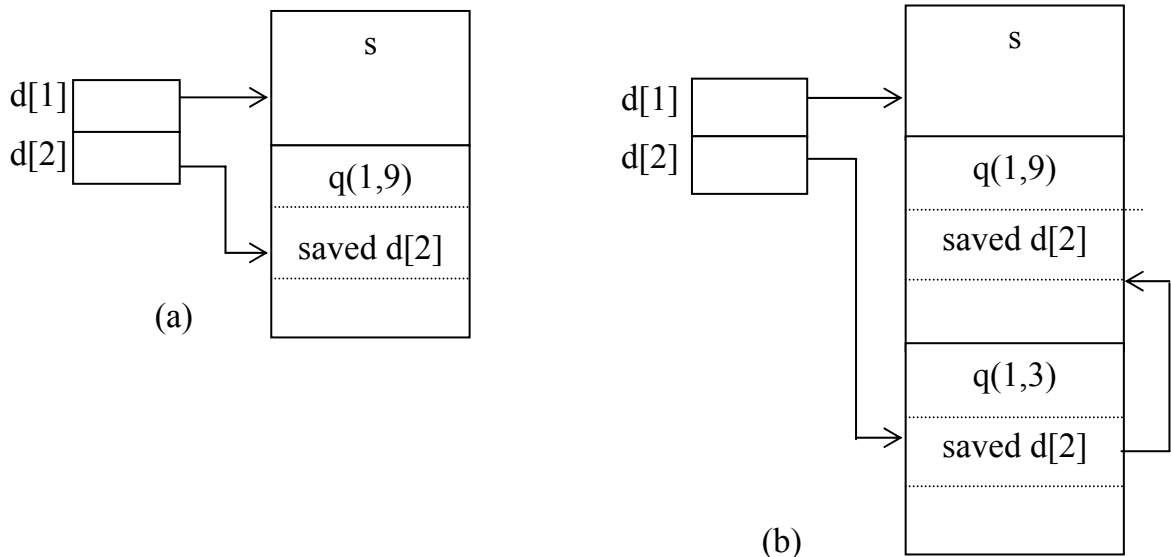 s
d[1]
d[2]
q(1,9)
saved d[2]
(a)
s
d[1]
d[2]
q(1,9)
saved d[2]
q(1,3)
saved d[2]
(b)